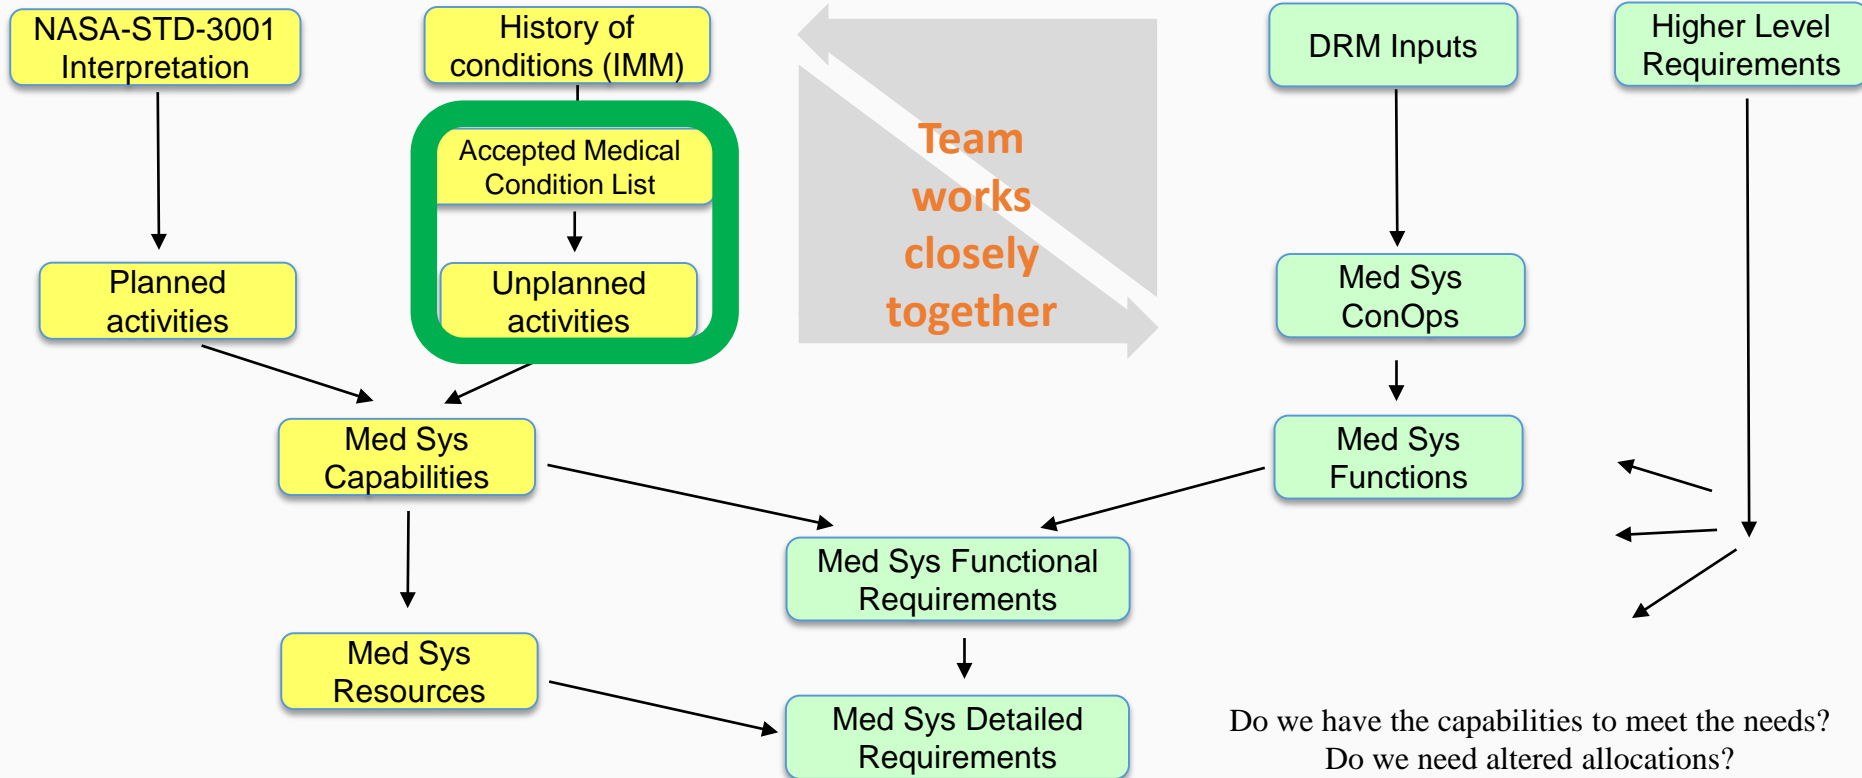 NASA-STD-3001
Interpretation
History of
conditions (IMM)
DRM Inputs
Higher Level
Requirements
Accepted Medical
Condition List
Team
works
closely
together
Planned
activities
Unplanned
activities
Med Sys
ConOps
Med Sys
Capabilities
Med Sys
Functions
Med Sys Functional
Requirements
Med Sys
Resources
Med Sys Detailed
Requirements
Do we have the capabilities to meet the needs?
Do we need altered allocations?